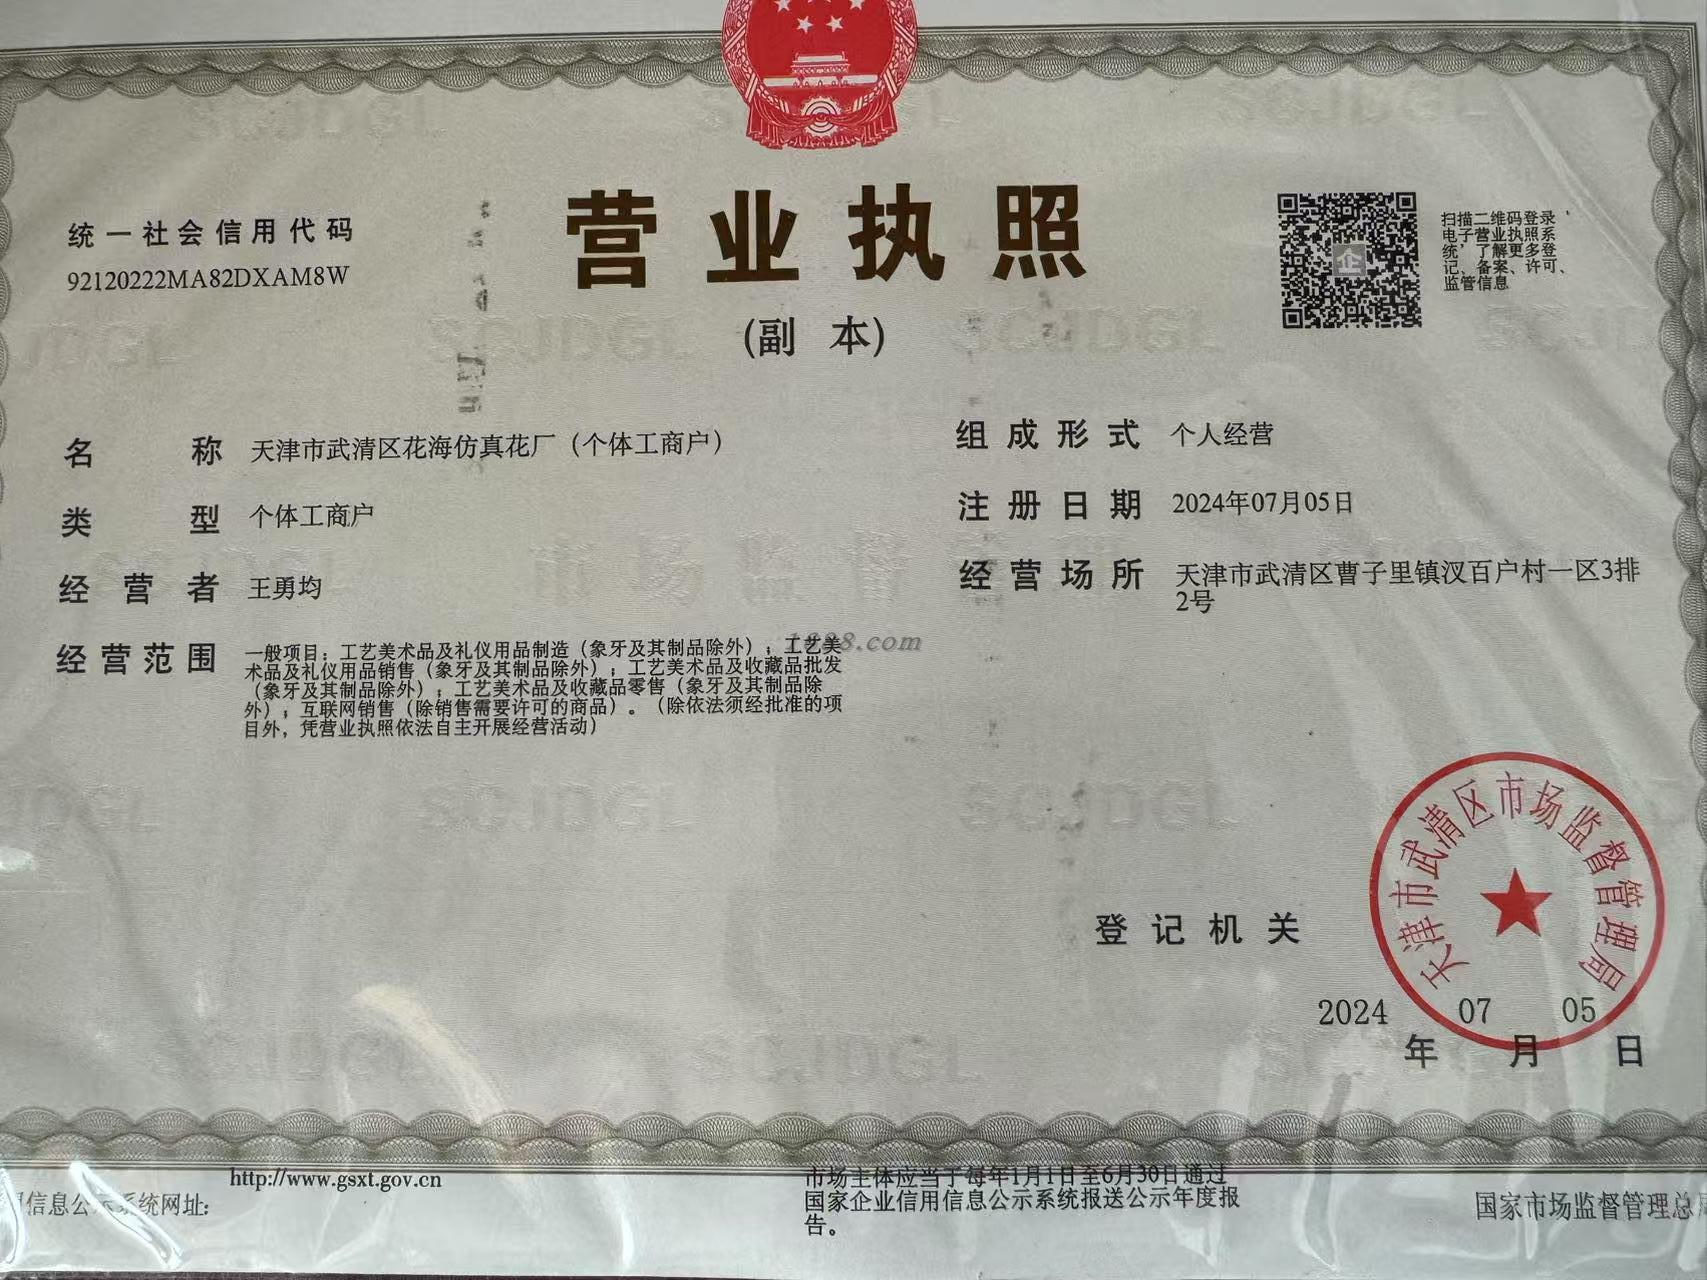 营业执照
(副 本)
统一社会信用代码
92120222MA82DXAM8W
扫描二维码登录'
电子营业执照系
统'了解更多登
记、备案、许可、
监管信息
企
名 称 天津市武清区花海仿真花厂（个体工商户）
类 型 个体工商户
经营者 王勇均
经营范围 一般项目：工艺美术品及礼仪用品制造（象牙及其制品除外）；工艺美
术品及礼仪用品销售（象牙及其制品除外）；工艺美术品及收藏品批发
（象牙及其制品除外）；工艺美术品及收藏品零售（象牙及其制品除
外）；互联网销售（除销售需要许可的商品）。（除依法须经批准的项
目外，凭营业执照依法自主开展经营活动）
1688.com
组成形式 个人经营
注册日期 2024年07月05日
经营场所 天津市武清区曹子里镇汊百户村一区3排
2号
登记机关
天津市武清区市场监督管理局
2024 07 05
年 月 日
http://www.gsxt.gov.cn
信息公示系统网址:
市场主体应当于每年1月1日至6月30日通过
国家企业信用信息公示系统报送公示年度报
告。
国家市场监督管理总